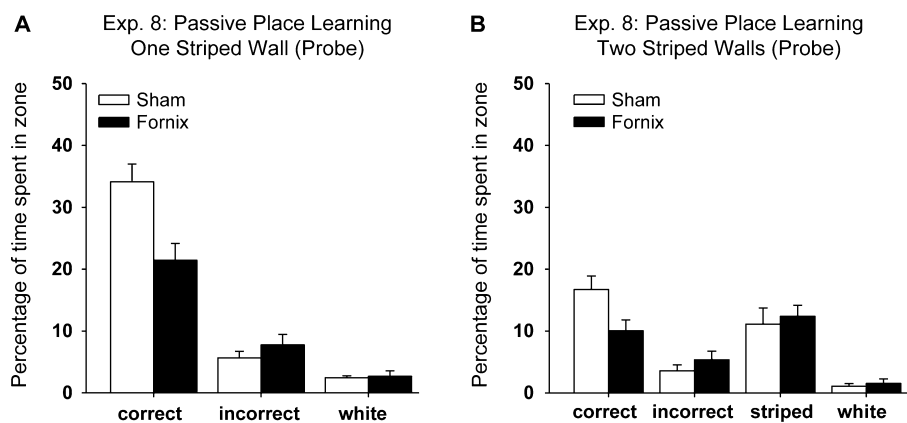 A
Exp. 8: Passive Place Learning
One Striped Wall (Probe)
Percentage of time spent in zone
50
40
30
20
10
0
Sham
Fornix
correct incorrect white
B
Exp. 8: Passive Place Learning
Two Striped Walls (Probe)
Percentage of time spent in zone
50
40
30
20
10
0
Sham
Fornix
correct incorrect striped white